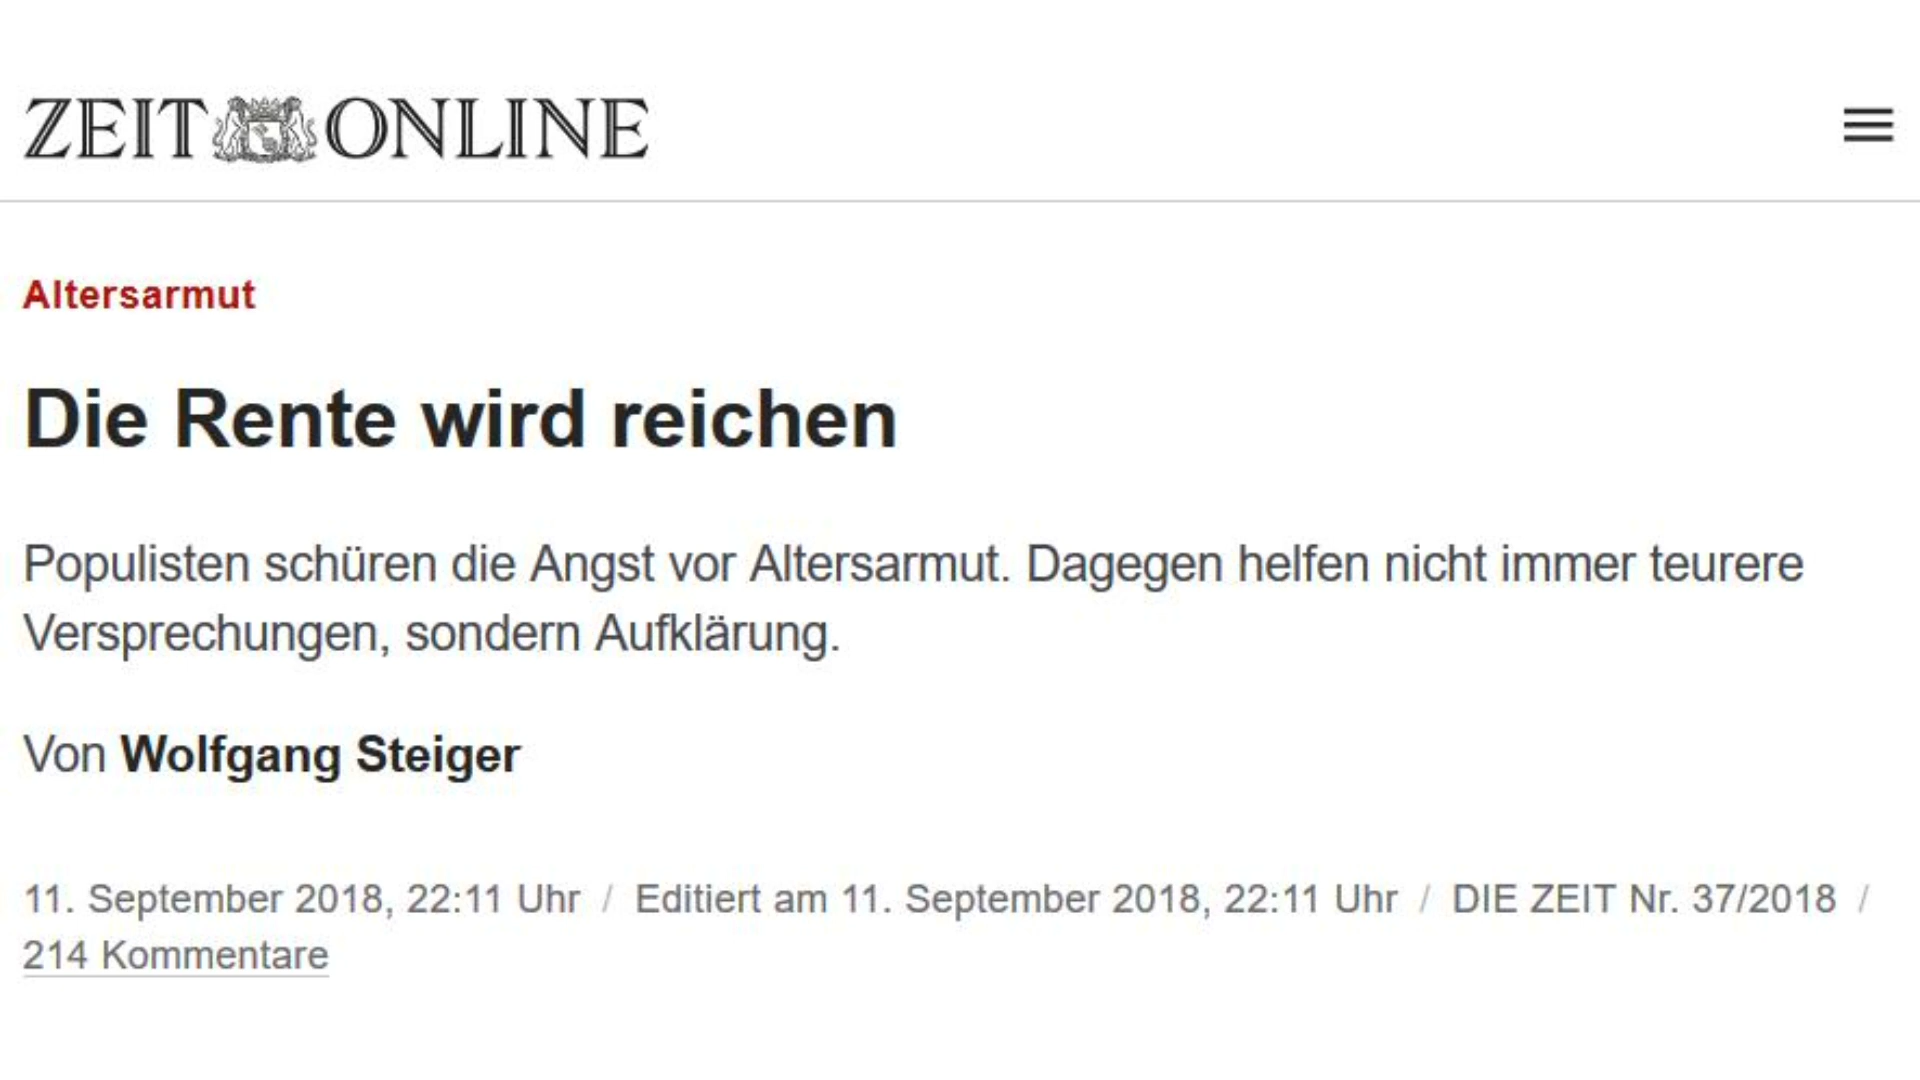 ZEIT ONLINE
Altersarmut
Die Rente wird reichen
Populisten schüren die Angst vor Altersarmut. Dagegen helfen nicht immer teurere
Versprechungen, sondern Aufklärung.
Von Wolfgang Steiger
11. September 2018, 22:11 Uhr / Editiert am 11. September 2018, 22:11 Uhr / DIE ZEIT Nr. 37/2018 /
214 Kommentare